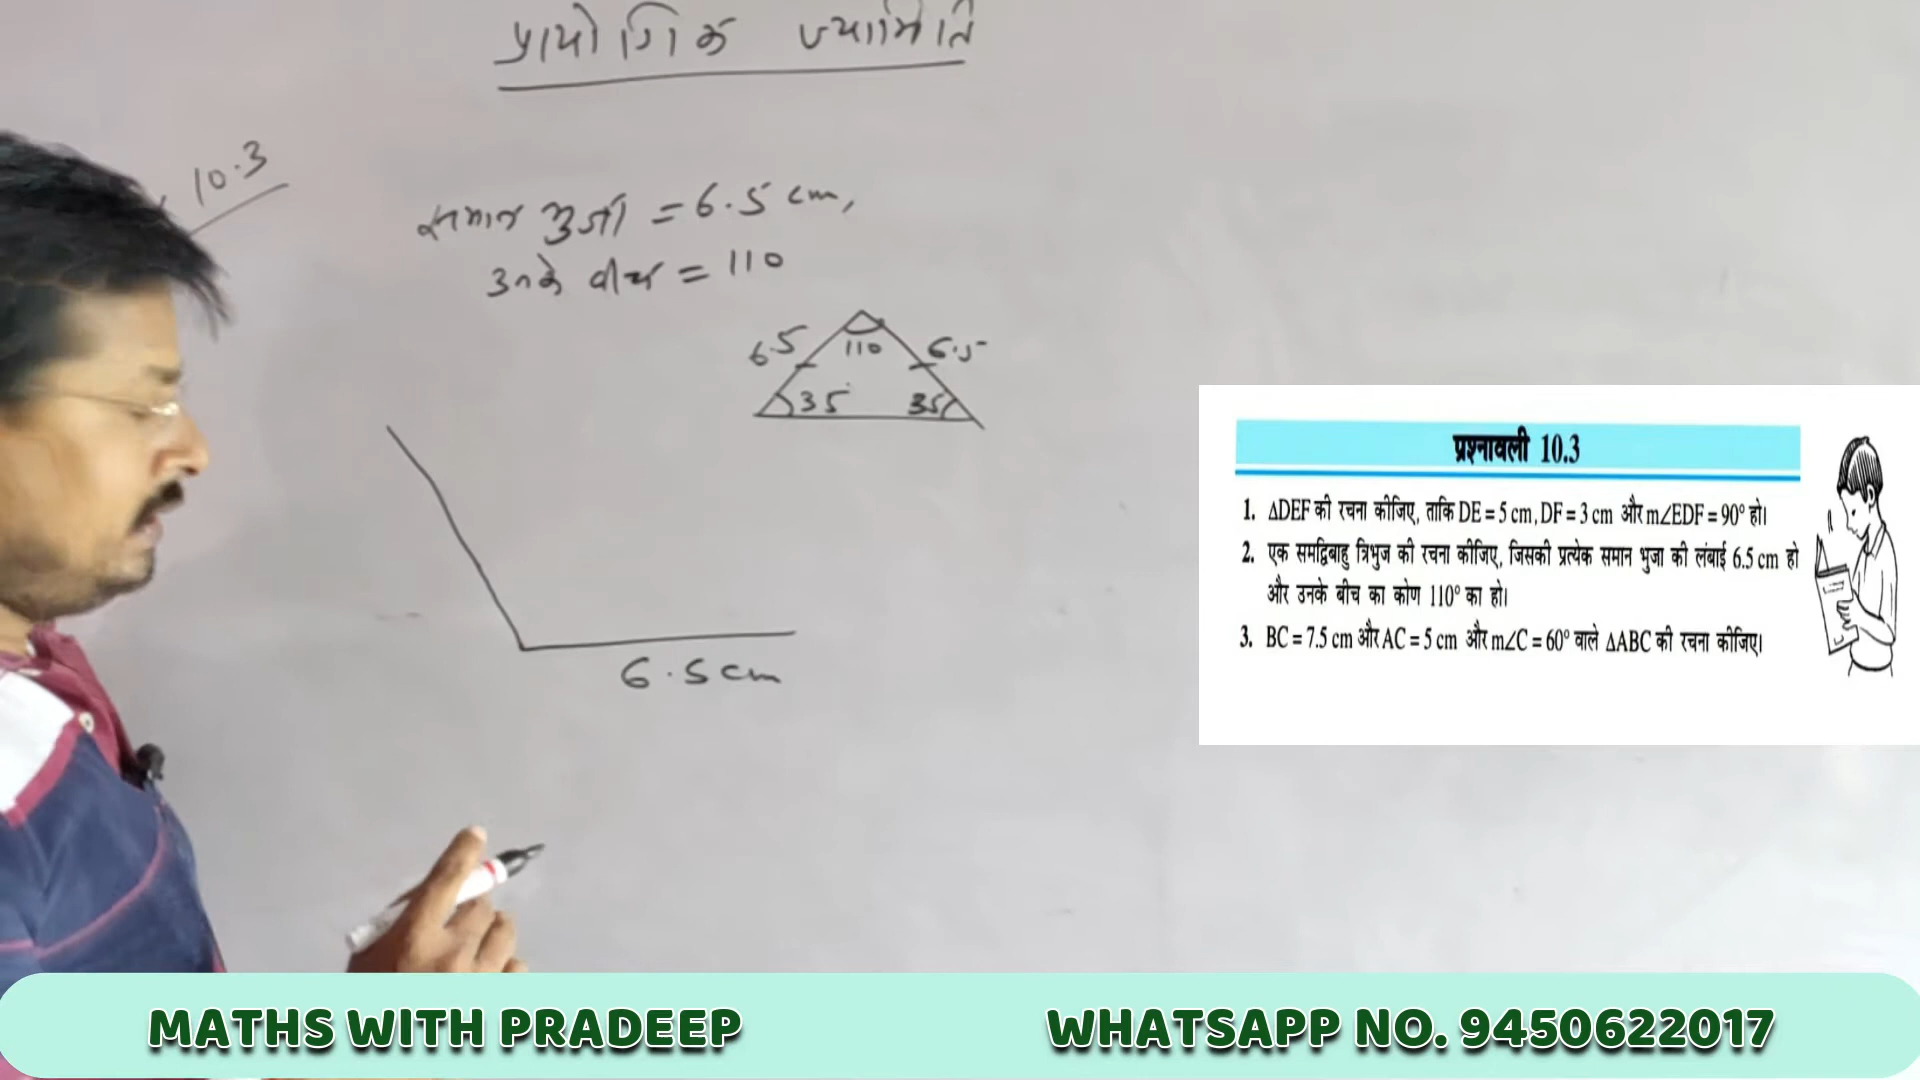 प्रायोगिक ज्यामिति
10.3
समान भुजा = 6.5 cm,
उनके बीच = 110
6.5
110
6.5
35
35
6.5 cm
प्रश्नावली 10.3
1. ΔDEF की रचना कीजिए, ताकि DE = 5 cm, DF = 3 cm और m∠EDF = 90° हो।
2. एक समद्विबाहु त्रिभुज की रचना कीजिए, जिसकी प्रत्येक समान भुजा की लंबाई 6.5 cm हो
और उनके बीच का कोण 110° का हो।
3. BC = 7.5 cm और AC = 5 cm और m∠C = 60° वाले ΔABC की रचना कीजिए।
MATHS WITH PRADEEP
WHATSAPP NO. 9450622017